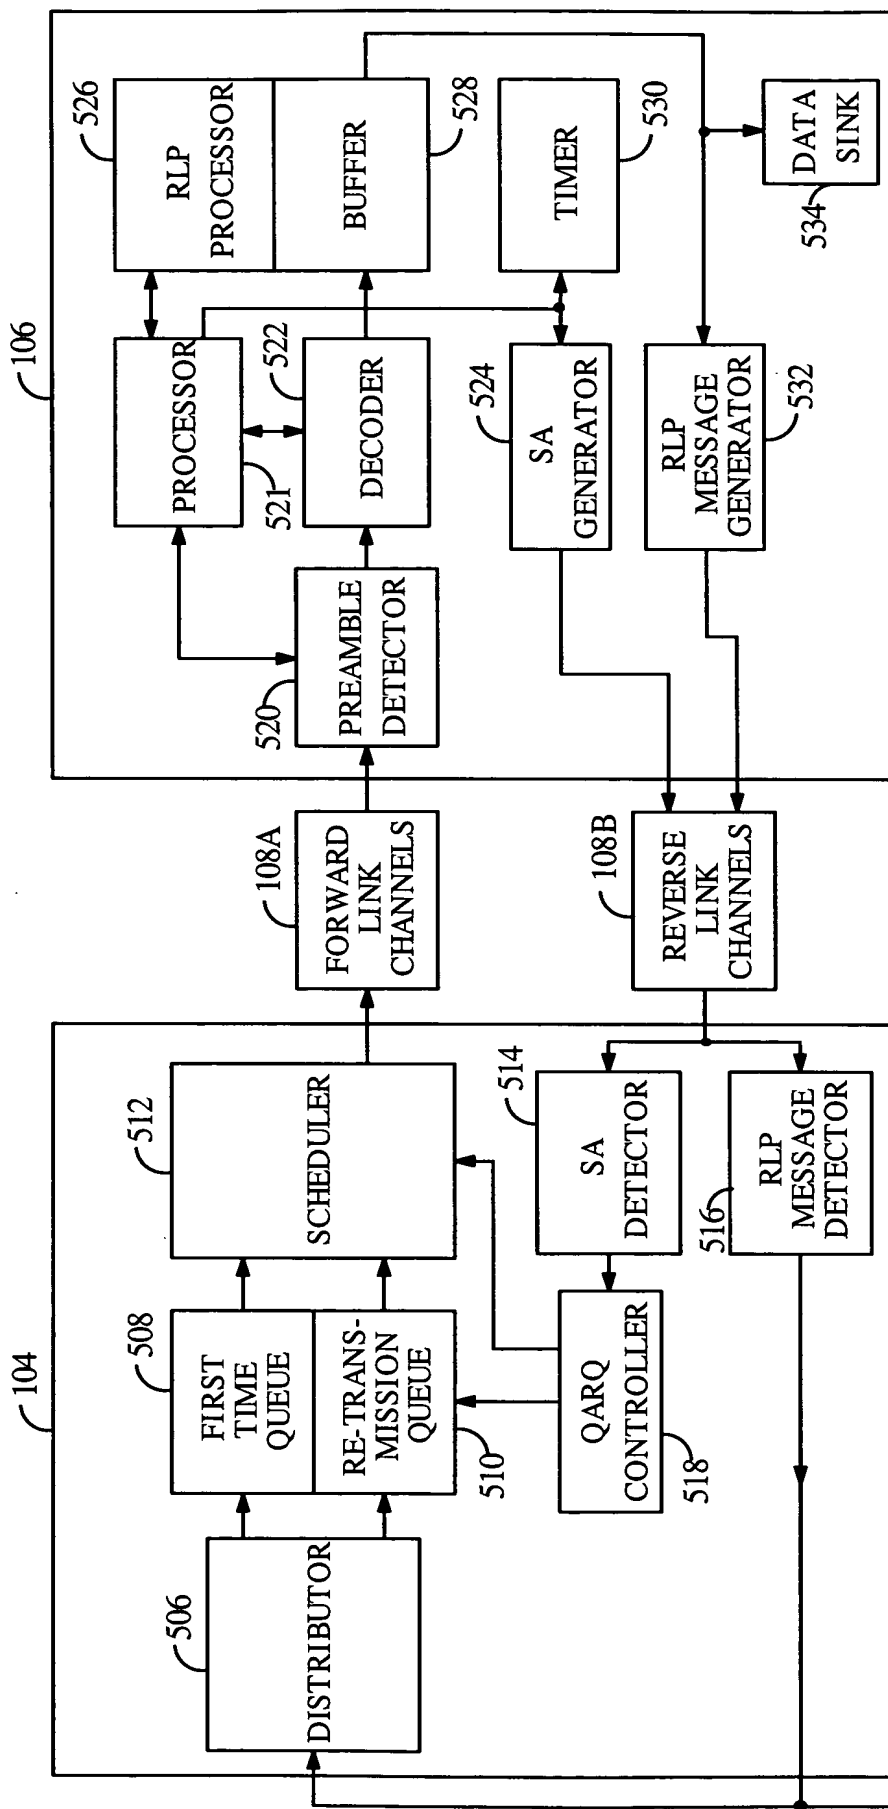 104
506
DISTRIBUTOR
508
FIRST
TIME
QUEUE
RE-TRANS-
MISSION
QUEUE
510
512
SCHEDULER
QARQ
CONTROLLER
518
514
SA
DETECTOR
516
RLP
MESSAGE
DETECTOR
108A
FORWARD
LINK
CHANNELS
108B
REVERSE
LINK
CHANNELS
106
520
PREAMBLE
DETECTOR
PROCESSOR
521
522
DECODER
526
RLP
PROCESSOR
BUFFER
528
524
SA
GENERATOR
TIMER
530
RLP
MESSAGE
GENERATOR
532
DATA
SINK
534